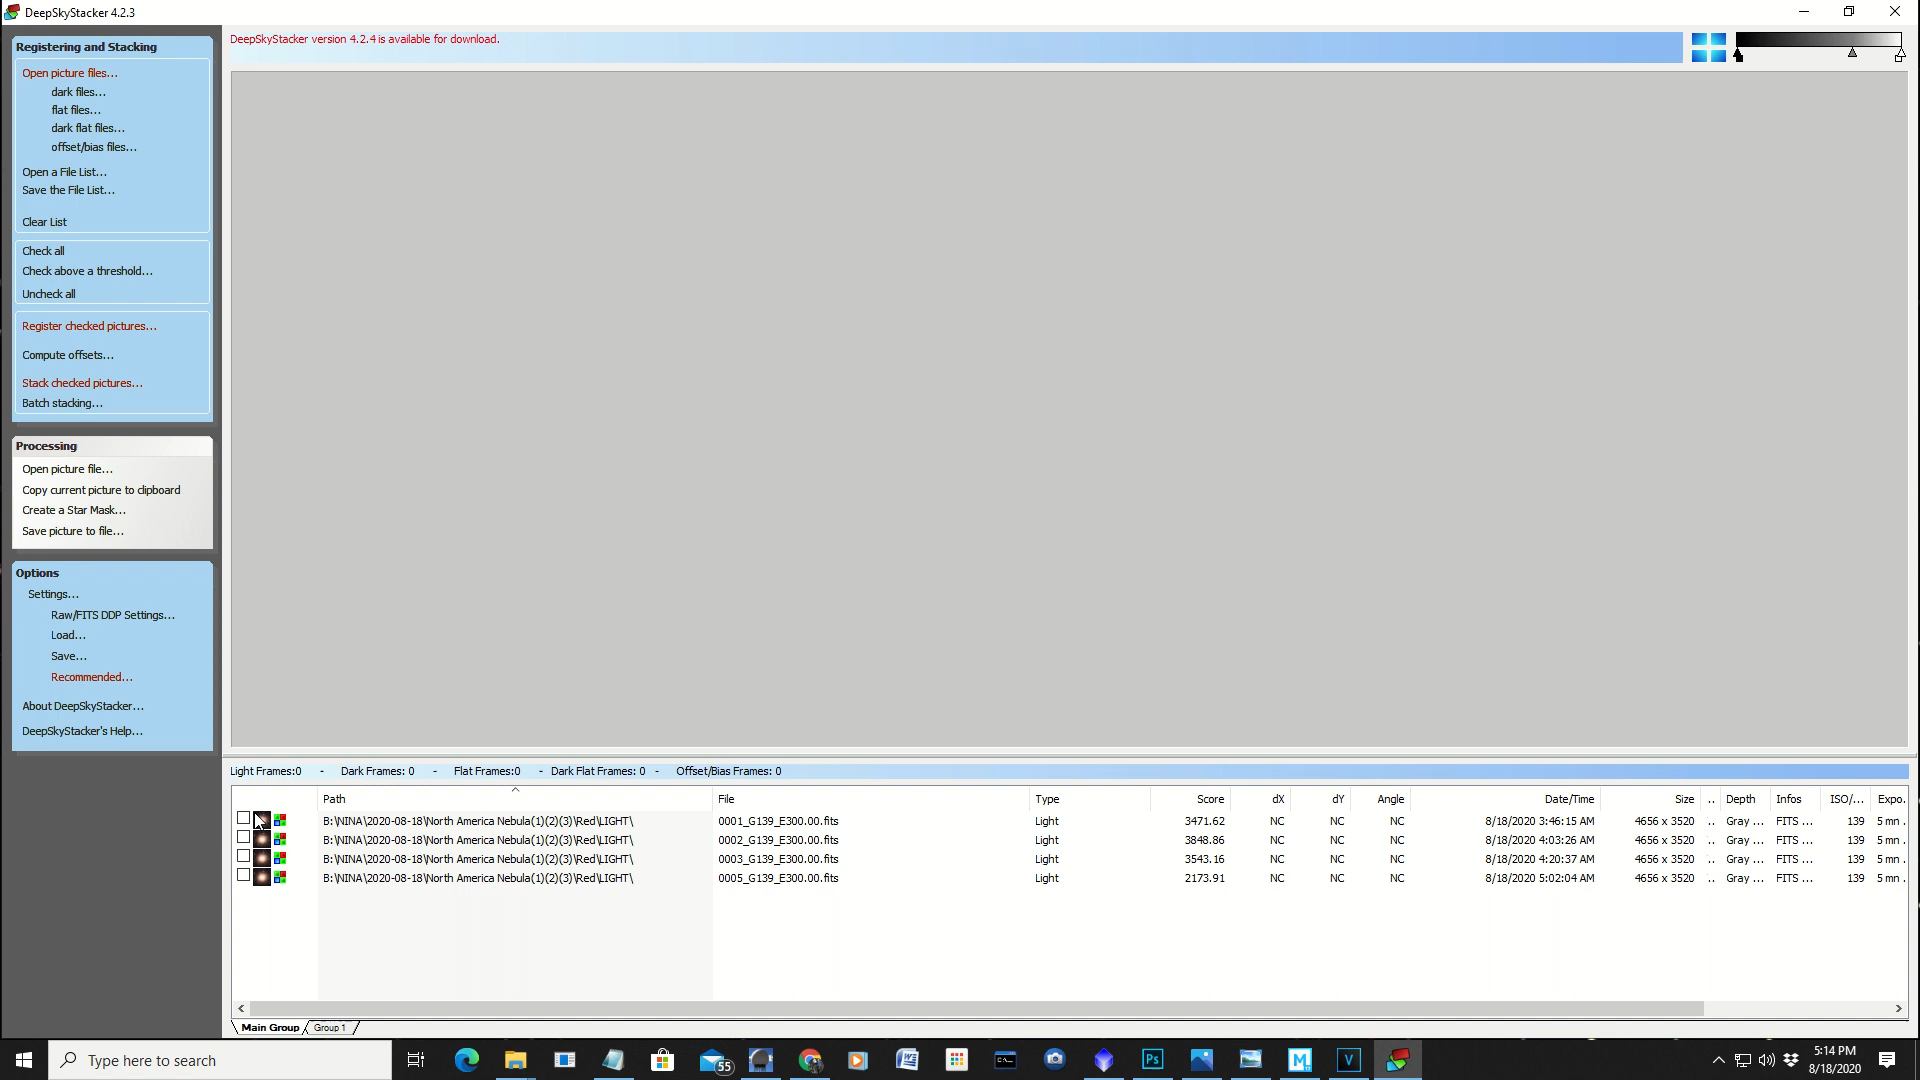 DeepSkyStacker 4.2.3
Registering and Stacking
Open picture files...
dark files...
flat files...
dark flat files...
offset/bias files...
Open a File List...
Save the File List...
Clear List
Check all
Check above a threshold...
Uncheck all
Register checked pictures...
Compute offsets...
Stack checked pictures...
Batch stacking...
Processing
Open picture file...
Copy current picture to clipboard
Create a Star Mask...
Save picture to file...
Options
Settings...
Raw/FITS DDP Settings...
Load...
Save...
Recommended...
About DeepSkyStacker...
DeepSkyStacker's Help...
DeepSkyStacker version 4.2.4 is available for download.
Light Frames:0 - Dark Frames: 0 - Flat Frames:0 - Dark Flat Frames: 0 - Offset/Bias Frames: 0
Path File Type Score dX dY Angle Date/Time Size .. Depth Infos ISO/... Expo.
B:\NINA\2020-08-18\North America Nebula(1)(2)(3)\Red\LIGHT\ 0001_G139_E300.00.fits Light 3471.62 NC NC NC 8/18/2020 3:46:15 AM 4656 x 3520 .. Gray ... FITS ... 139 5 mn .
B:\NINA\2020-08-18\North America Nebula(1)(2)(3)\Red\LIGHT\ 0002_G139_E300.00.fits Light 3848.86 NC NC NC 8/18/2020 4:03:26 AM 4656 x 3520 .. Gray ... FITS ... 139 5 mn .
B:\NINA\2020-08-18\North America Nebula(1)(2)(3)\Red\LIGHT\ 0003_G139_E300.00.fits Light 3543.16 NC NC NC 8/18/2020 4:20:37 AM 4656 x 3520 .. Gray ... FITS ... 139 5 mn .
B:\NINA\2020-08-18\North America Nebula(1)(2)(3)\Red\LIGHT\ 0005_G139_E300.00.fits Light 2173.91 NC NC NC 8/18/2020 5:02:04 AM 4656 x 3520 .. Gray ... FITS ... 139 5 mn .
Main Group Group 1
Type here to search
55
Ps
M
V
5:14 PM
8/18/2020